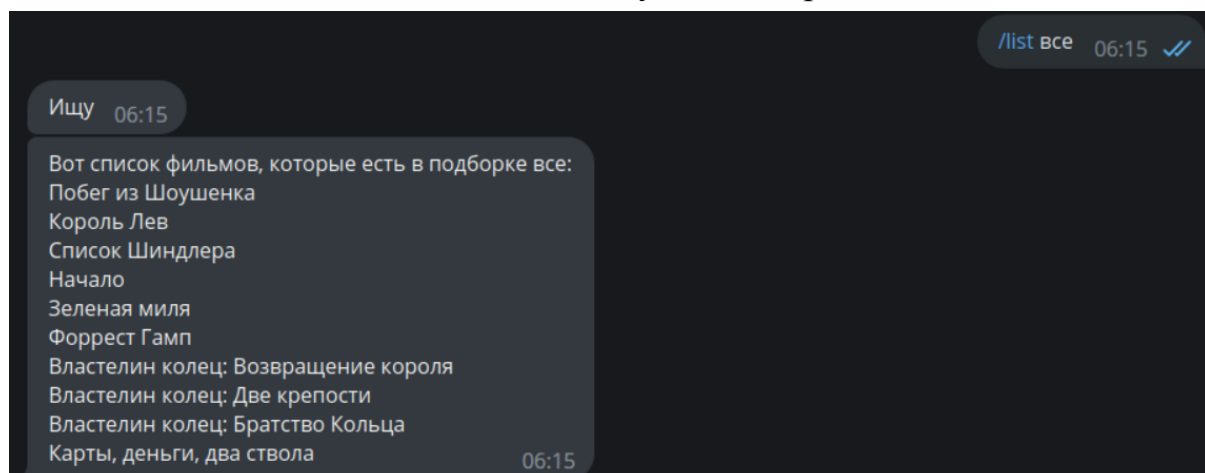 /list все 06:15
Ищу 06:15
Вот список фильмов, которые есть в подборке все:
Побег из Шоушенка
Король Лев
Список Шиндлера
Начало
Зеленая миля
Форрест Гамп
Властелин колец: Возвращение короля
Властелин колец: Две крепости
Властелин колец: Братство Кольца
Карты, деньги, два ствола 06:15